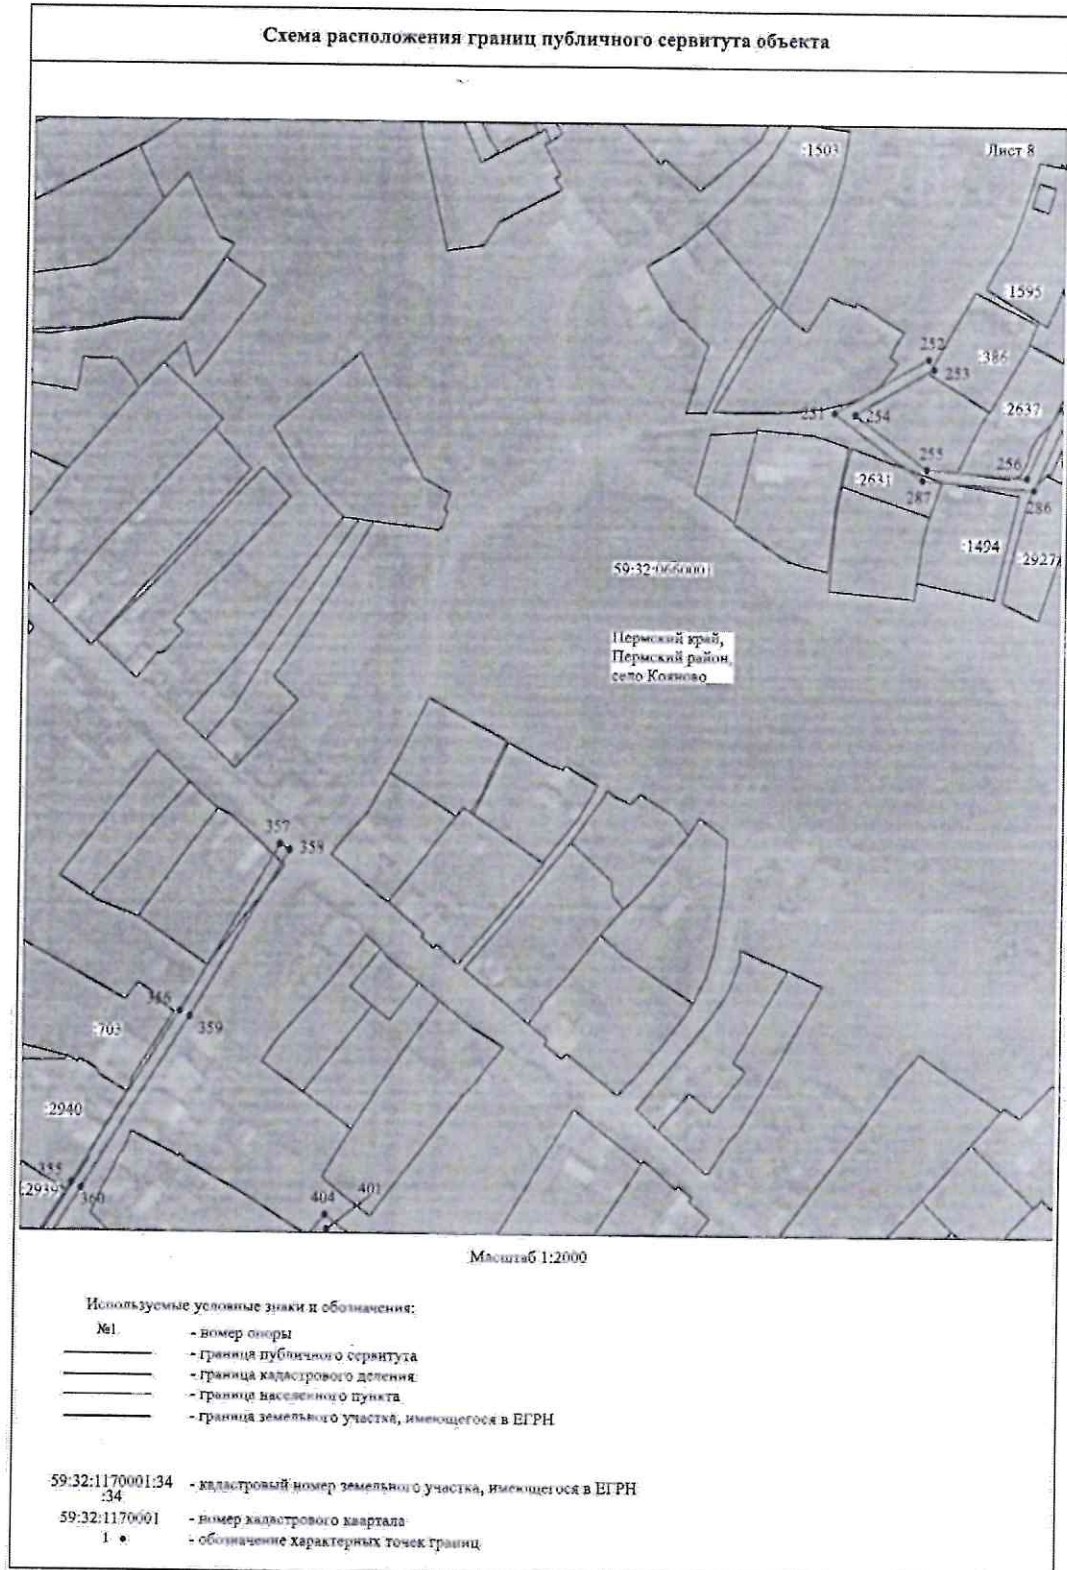 Схема расположения границ публичного сервитута объекта
Лист 8
:1503
:1595
252
:386
253
251
254
:2637
255
256
:2631
287
286
:1494
:2927
59:32:0660001
Пермский край,
Пермский район,
село Кояново
357
358
356
359
:703
:2940
355
:2939
360
404
401
Масштаб 1:2000
Используемые условные знаки и обозначения:
№1 - номер опоры
- граница публичного сервитута
- граница кадастрового деления
- граница населенного пункта
- граница земельного участка, имеющегося в ЕГРН
59:32:1170001:34 - кадастровый номер земельного участка, имеющегося в ЕГРН
:34
59:32:1170001 - номер кадастрового квартала
1 - обозначение характерных точек границ